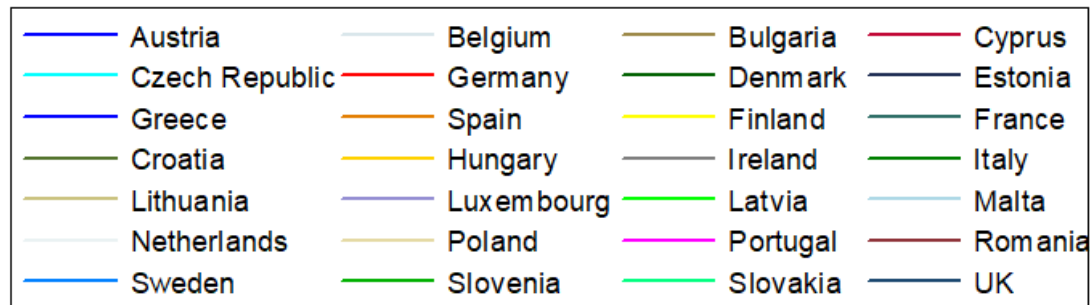 Austria Belgium Bulgaria Cyprus
Czech Republic Germany Denmark Estonia
Greece Spain Finland France
Croatia Hungary Ireland Italy
Lithuania Luxembourg Latvia Malta
Netherlands Poland Portugal Romania
Sweden Slovenia Slovakia UK